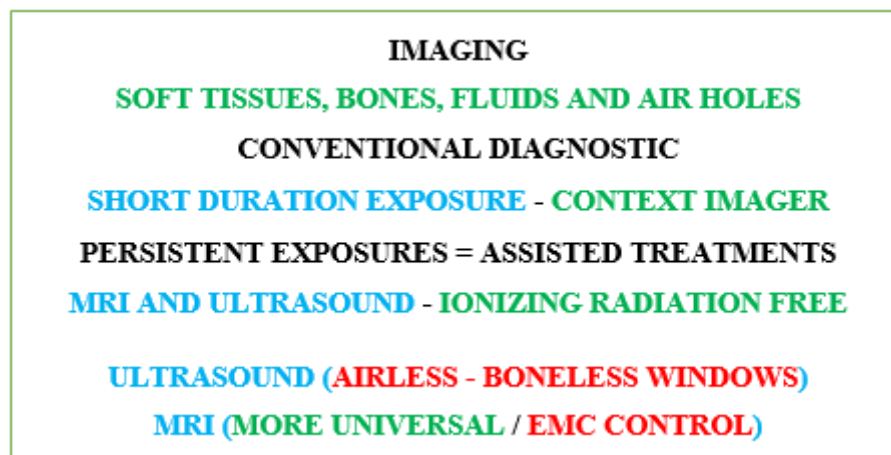 IMAGING
SOFT TISSUES, BONES, FLUIDS AND AIR HOLES
CONVENTIONAL DIAGNOSTIC
SHORT DURATION EXPOSURE - CONTEXT IMAGER
PERSISTENT EXPOSURES = ASSISTED TREATMENTS
MRI AND ULTRASOUND - IONIZING RADIATION FREE
ULTRASOUND (AIRLESS - BONELESS WINDOWS)
MRI (MORE UNIVERSAL / EMC CONTROL)